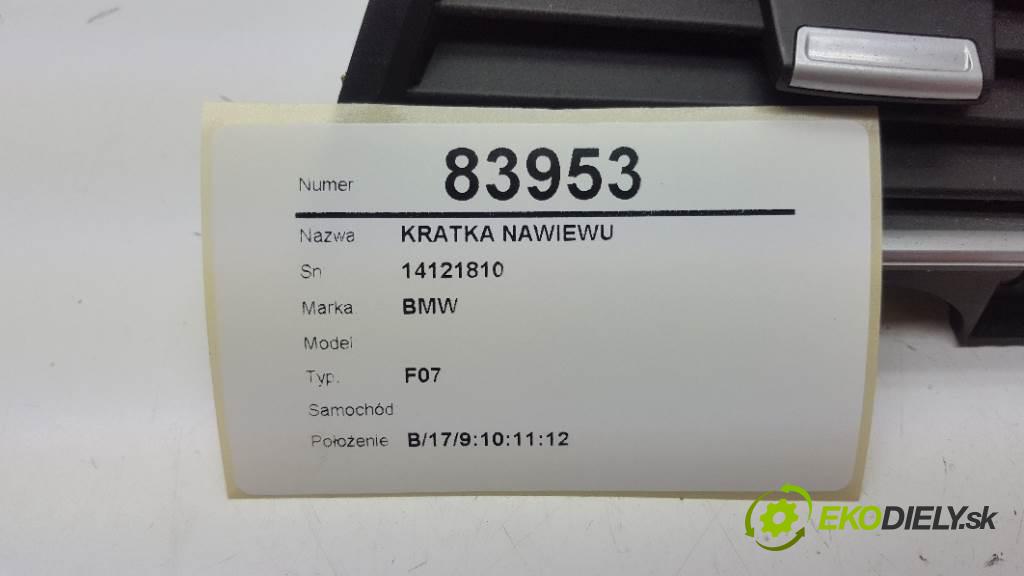 Numer 83953
Nazwa KRATKA NAWIEWU
Sn 14121810
Marka BMW
Model
Typ. F07
Samochód
Położenie B/17/9:10:11:12
EKODIELY.sk